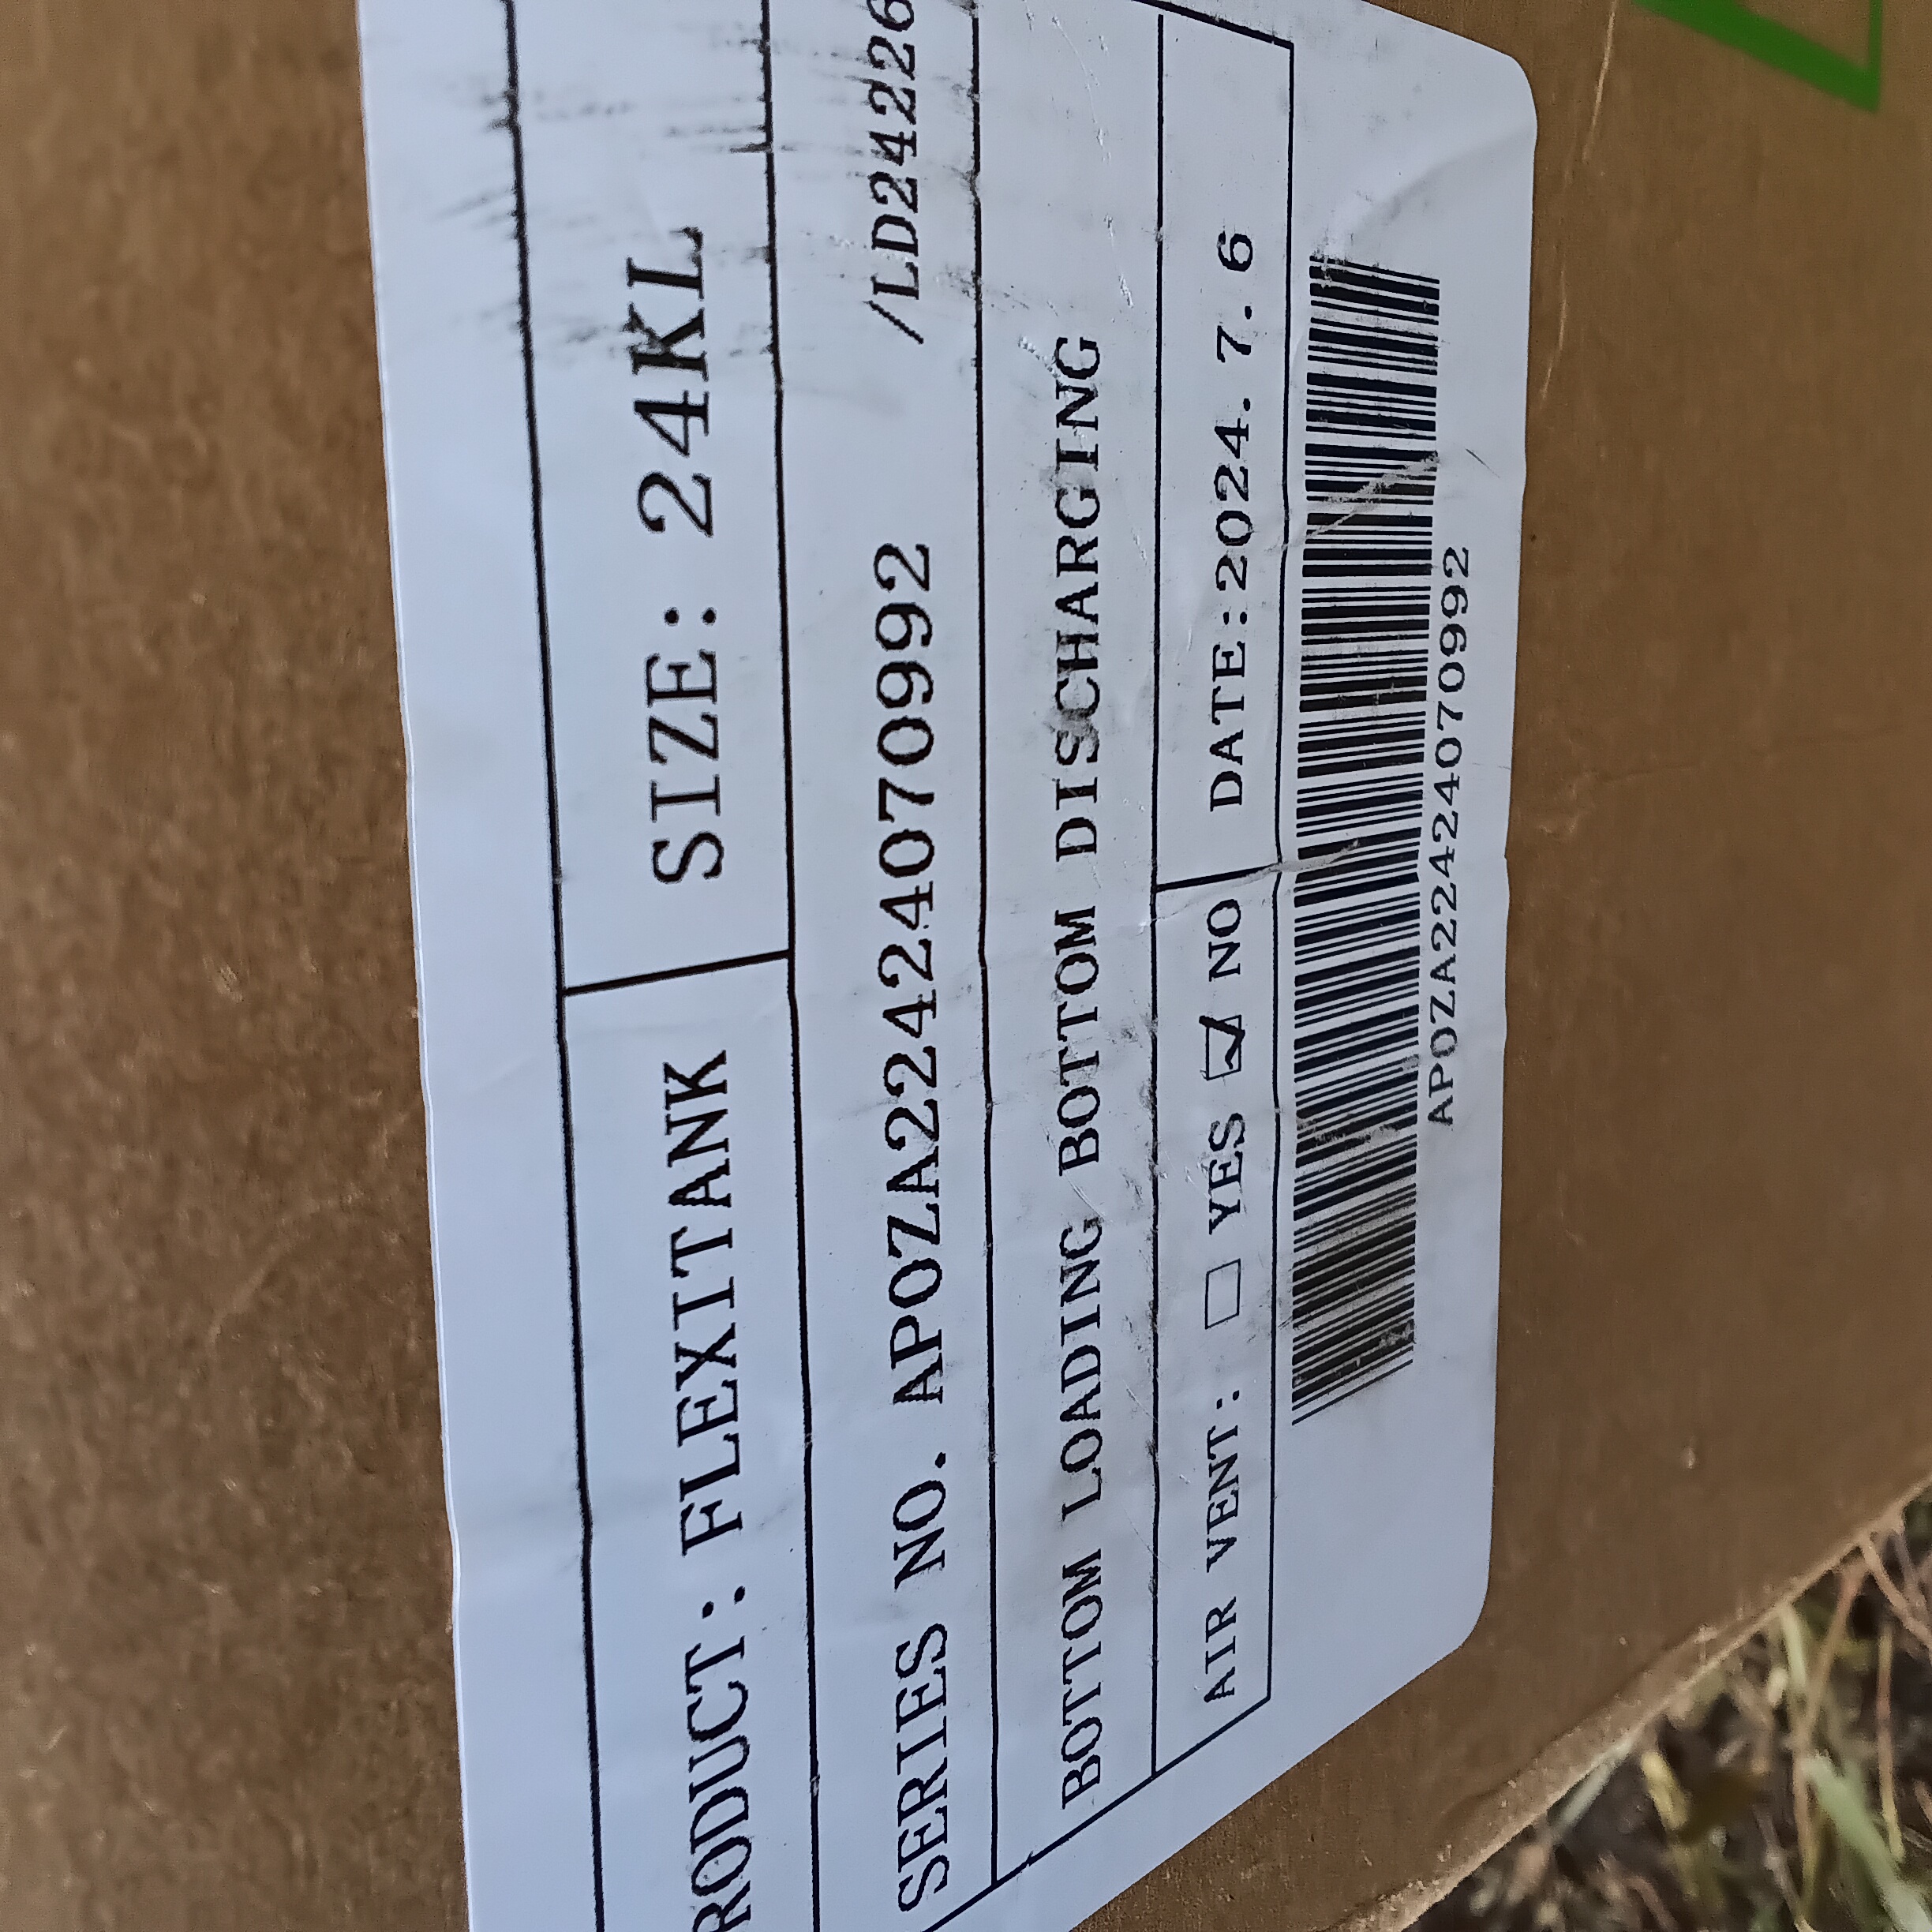 RODUCT: FLEXITANK SIZE: 24KL
SERIES NO. APOZA22424070992 /LD24226
BOTTOM LOADING BOTTOM DISCHARGING
AIR VENT: ☐ YES ☑ NO DATE:2024.7.6
APOZA22424070992